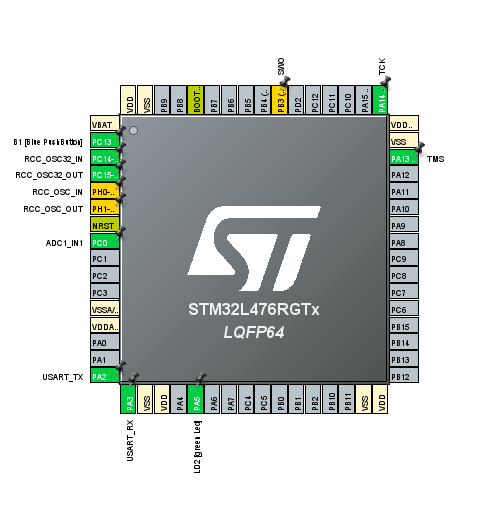 SWO
TCK
VDD
VSS
PB9
PB8
BOOT..
PB7
PB6
PB5
PB4 (..
PB3 (..
PD2
PC12
PC11
PC10
PA15..
PA14..
VBAT
B1 [Blue PushButton]
PC13..
RCC_OSC32_IN
PC14-..
RCC_OSC32_OUT
PC15-..
RCC_OSC_IN
PH0-..
RCC_OSC_OUT
PH1-..
NRST
ADC1_IN1
PC0
PC1
PC2
PC3
VSSA/..
VDDA..
PA0
PA1
USART_TX
PA2
VDD..
VSS
PA13..
TMS
PA12
PA11
PA10
PA9
PA8
PC9
PC8
PC7
PC6
PB15
PB14
PB13
PB12
ST
STM32L476RGTx
LQFP64
PA3
VSS
VDD
PA4
PA5
PA6
PA7
PC4
PC5
PB0
PB1
PB2
PB10
PB11
VSS
VDD
USART_RX
LD2 [green Led]